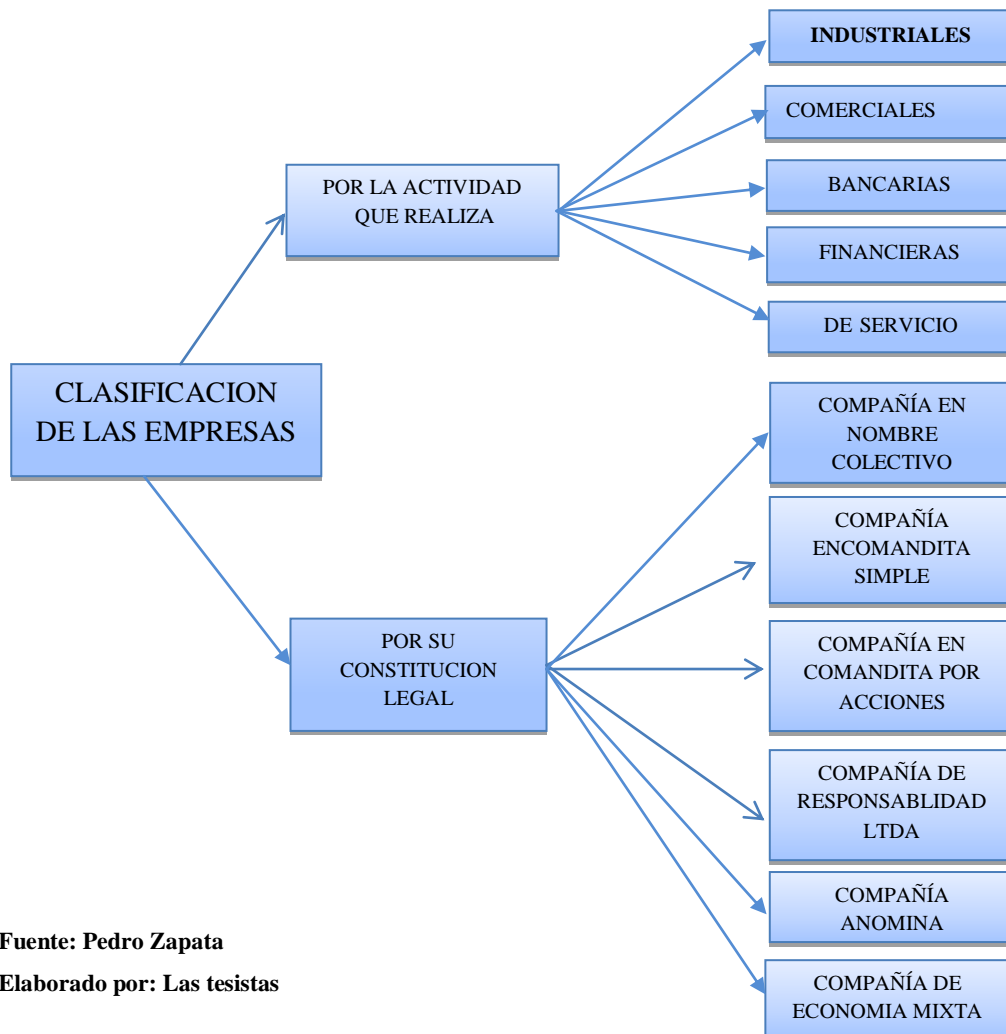 CLASIFICACION
DE LAS EMPRESAS
POR LA ACTIVIDAD
QUE REALIZA
INDUSTRIALES
COMERCIALES
BANCARIAS
FINANCIERAS
DE SERVICIO
POR SU
CONSTITUCION
LEGAL
COMPAÑÍA EN
NOMBRE
COLECTIVO
COMPAÑÍA
ENCOMANDITA
SIMPLE
COMPAÑÍA EN
COMANDITA POR
ACCIONES
COMPAÑÍA DE
RESPONSABLIDAD
LTDA
COMPAÑÍA
ANOMINA
COMPAÑÍA DE
ECONOMIA MIXTA
Fuente: Pedro Zapata
Elaborado por: Las tesistas